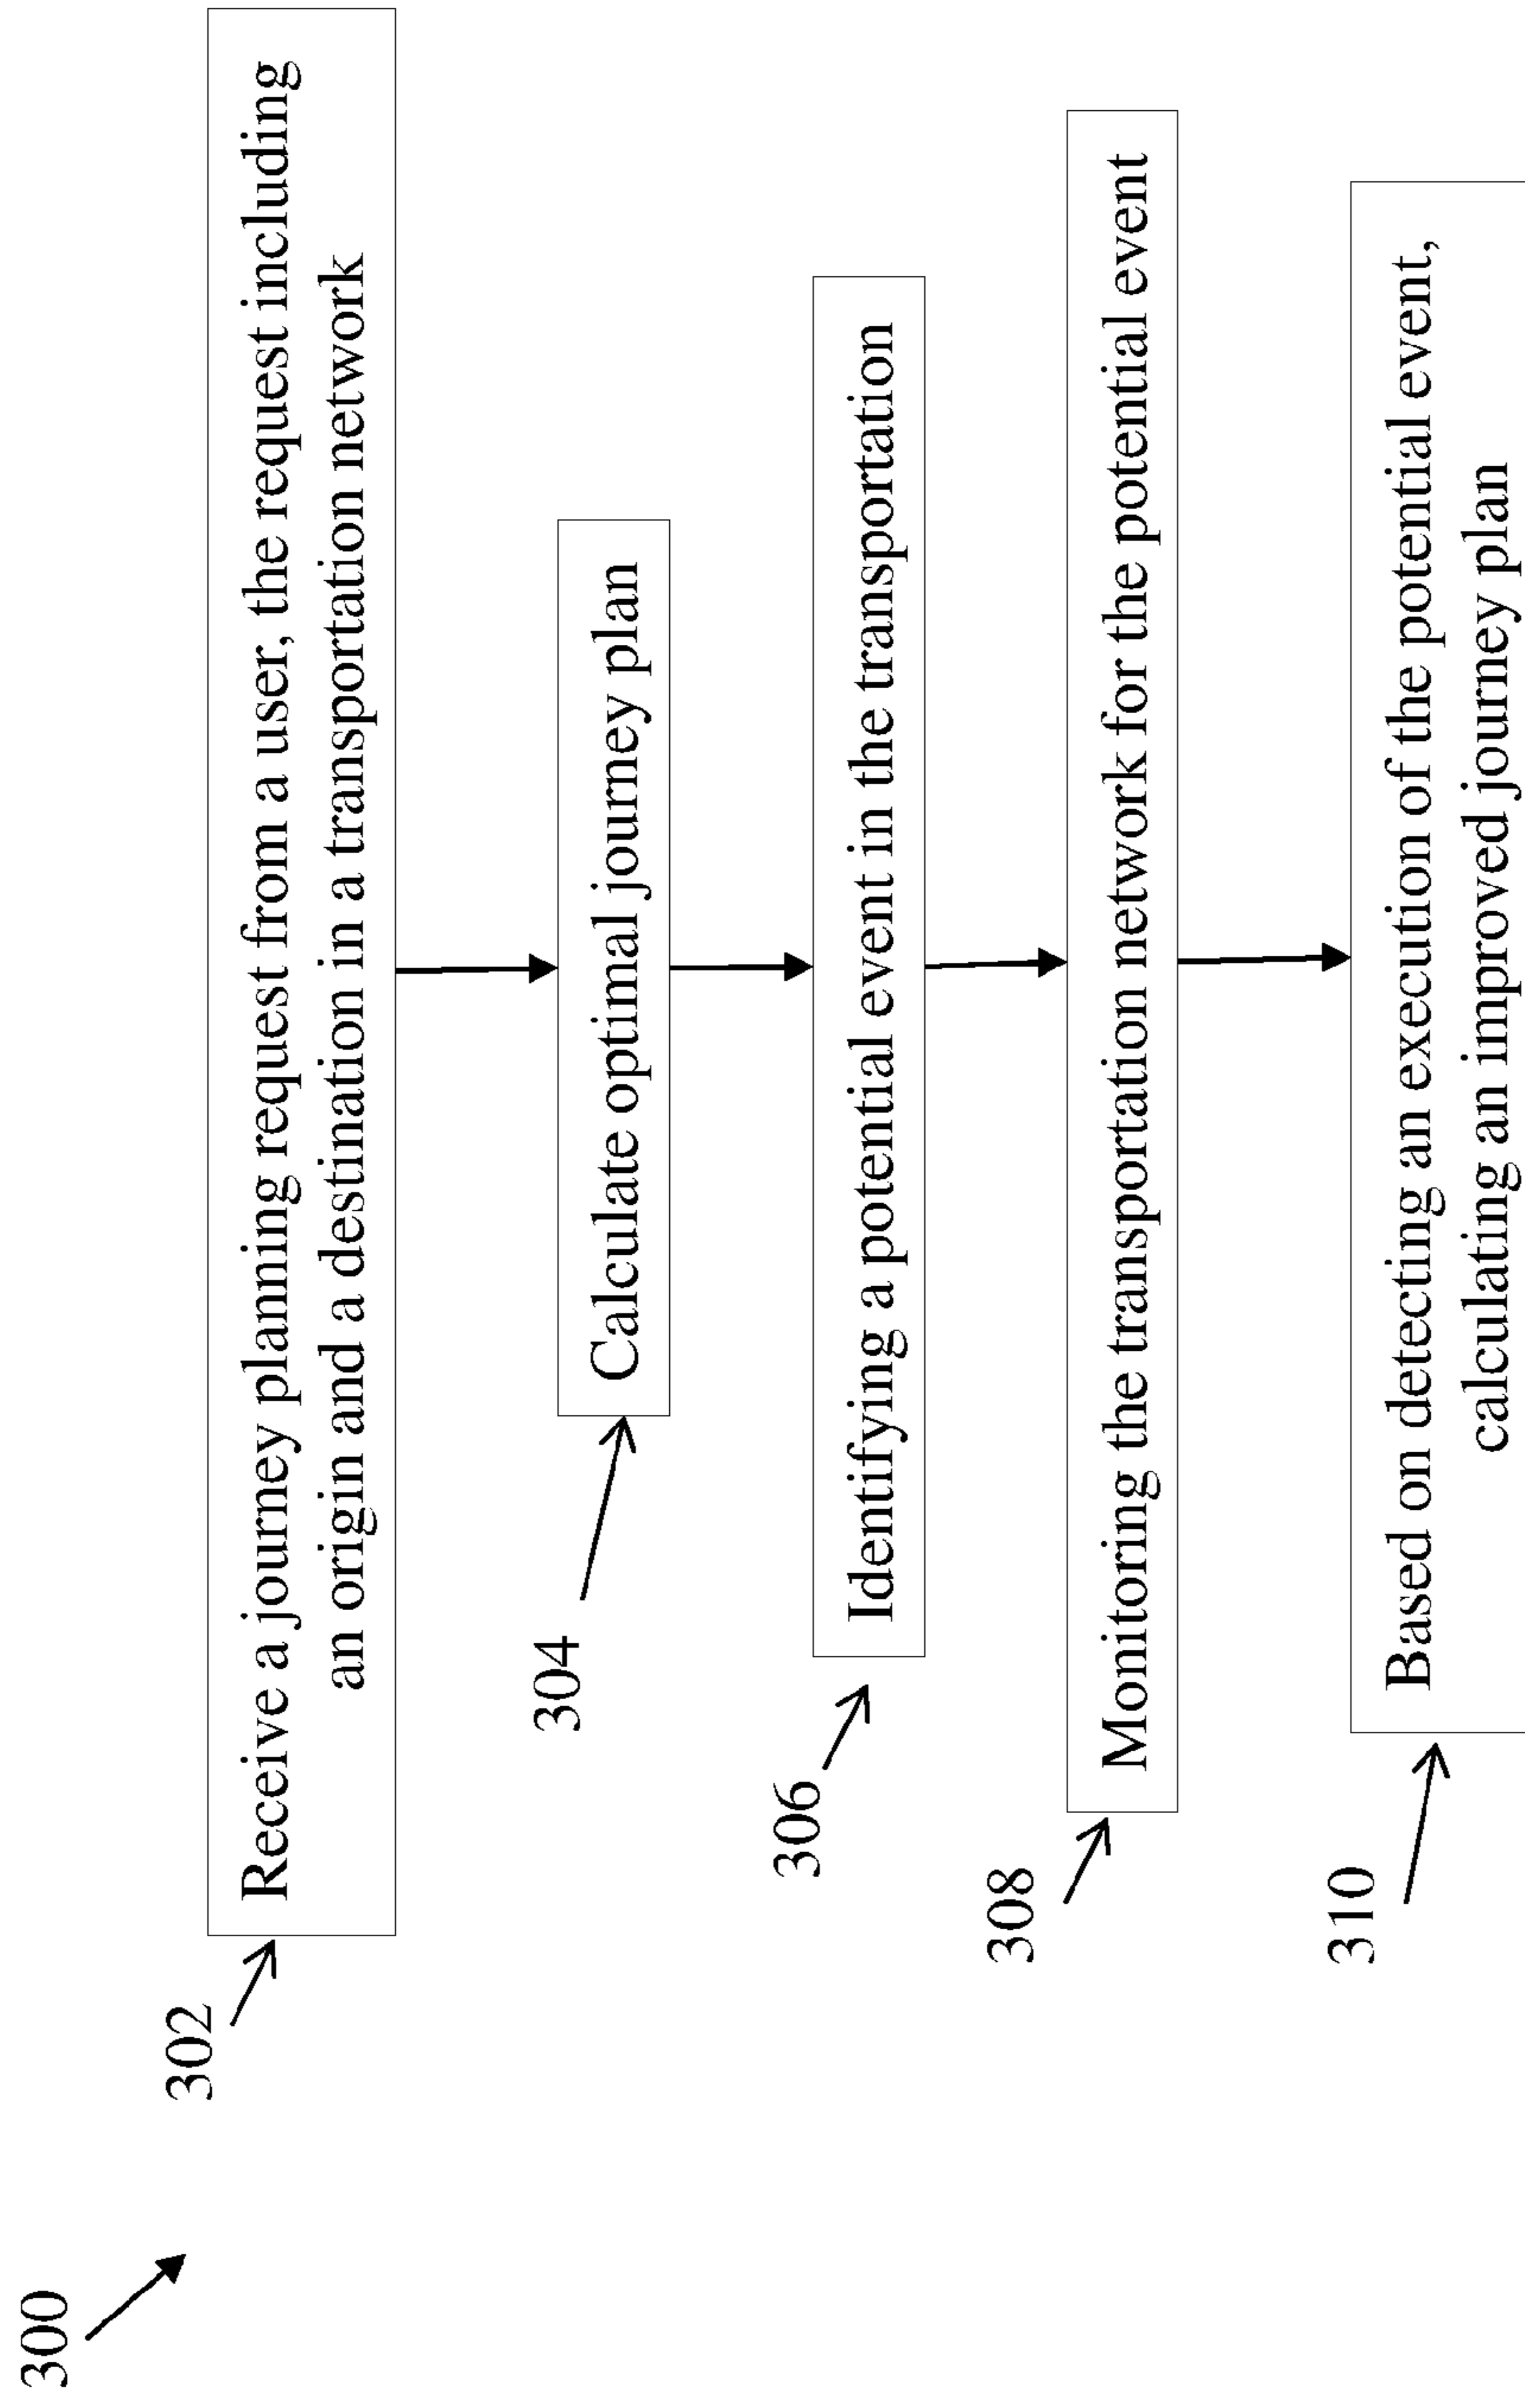 300
302
Receive a journey planning request from a user, the request including
an origin and a destination in a transportation network
304
Calculate optimal journey plan
306
Identifying a potential event in the transportation
308
Monitoring the transportation network for the potential event
310
Based on detecting an execution of the potential event,
calculating an improved journey plan